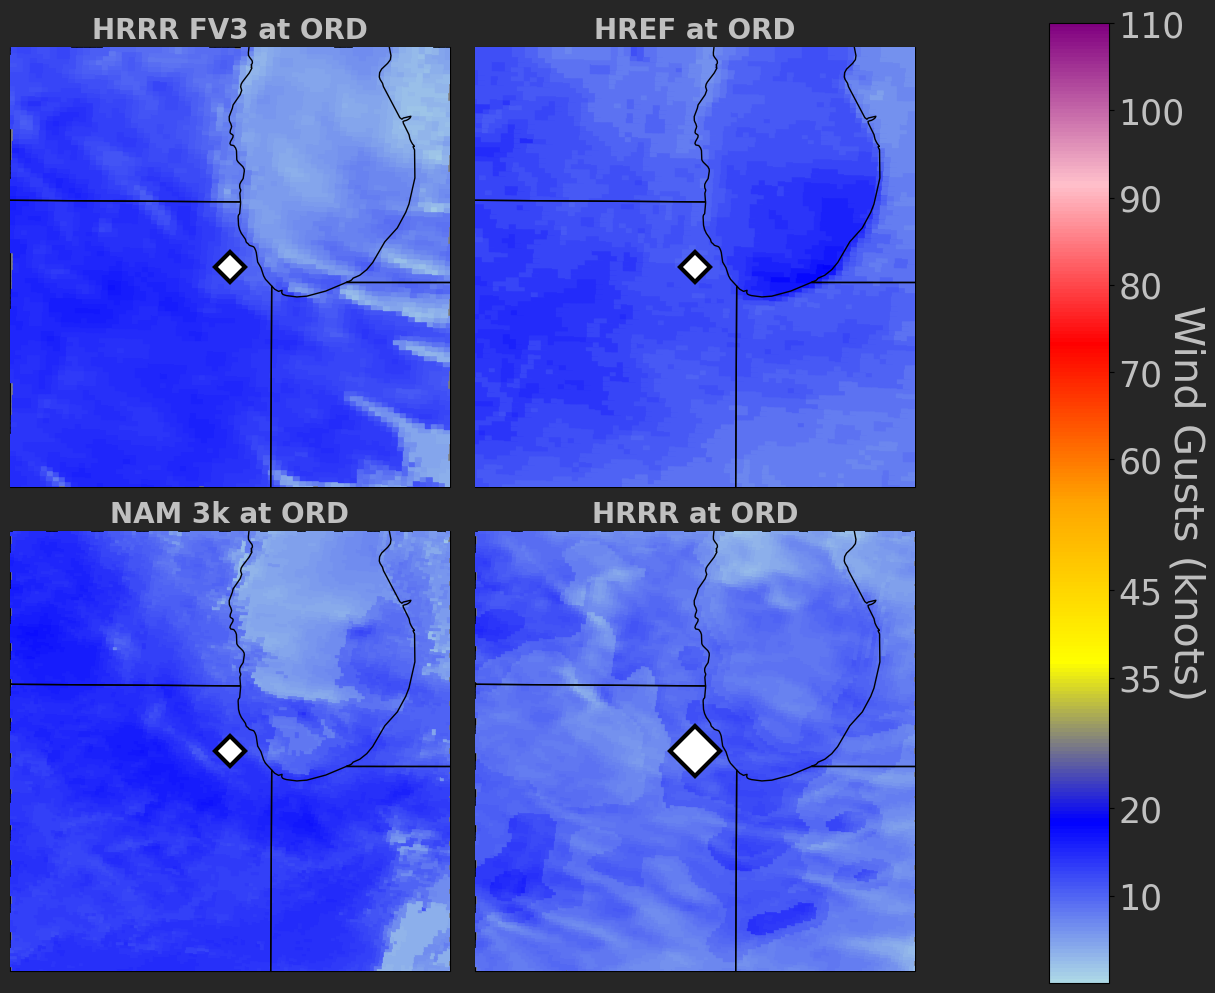 HRRR FV3 at ORD
HREF at ORD
NAM 3k at ORD
HRRR at ORD
110
100
90
80
70
60
45
35
20
10
Wind Gusts (knots)